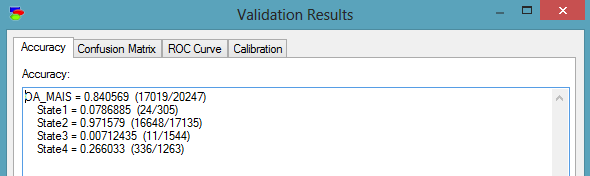 Validation Results
Accuracy Confusion Matrix ROC Curve Calibration
Accuracy:
DA_MAIS = 0.840569 (17019/20247)
State1 = 0.0786885 (24/305)
State2 = 0.971579 (16648/17135)
State3 = 0.00712435 (11/1544)
State4 = 0.266033 (336/1263)